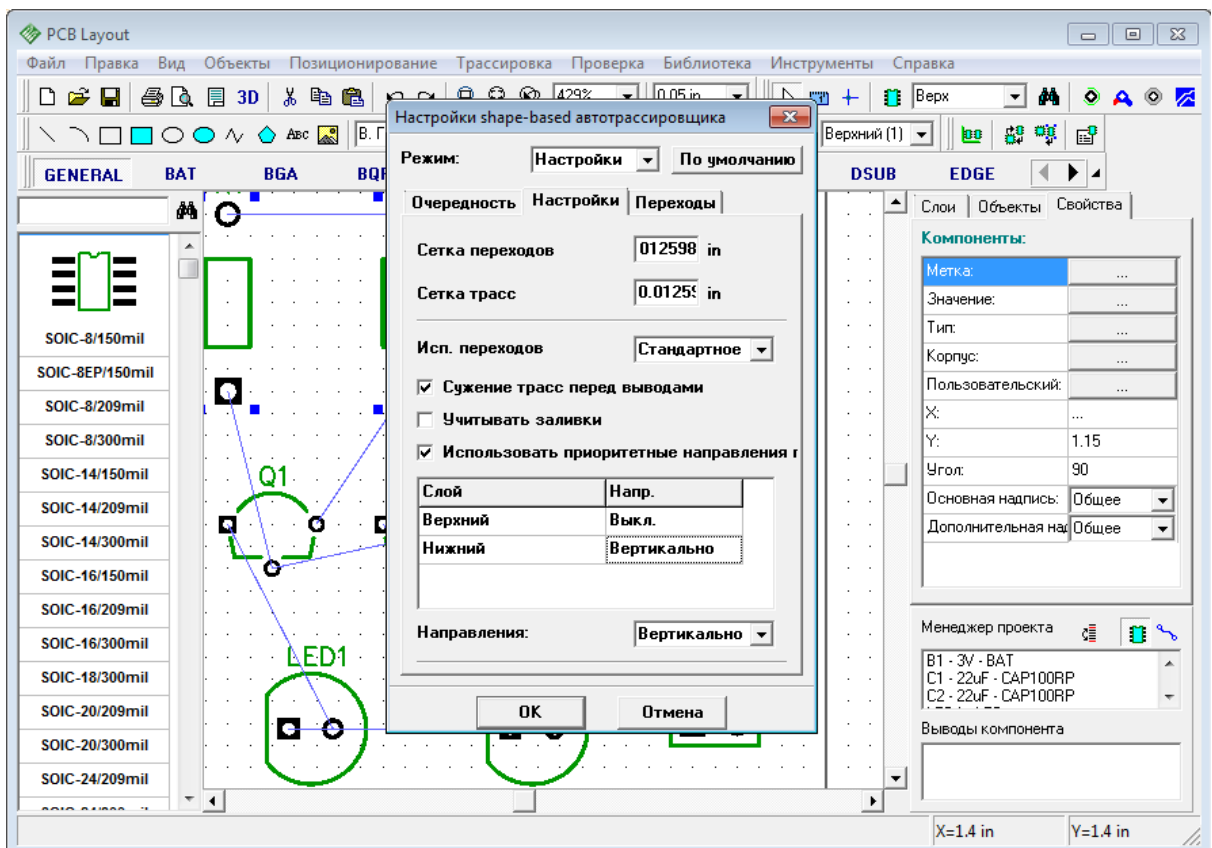 PCB Layout
Файл Правка Вид Объекты Позиционирование Трассировка Проверка Библиотека Инструменты Справка
3D 429% 0.05 in Верх
ABC В. Г Верхний (1)
GENERAL BAT BGA DSUB EDGE
SOIC-8/150mil
SOIC-8EP/150mil
SOIC-8/209mil
SOIC-8/300mil
SOIC-14/150mil
SOIC-14/209mil
SOIC-14/300mil
SOIC-16/150mil
SOIC-16/209mil
SOIC-16/300mil
SOIC-18/300mil
SOIC-20/209mil
SOIC-20/300mil
SOIC-24/209mil
Q1
LED1
Настройки shape-based автотрассировщика
Режим: Настройки По умолчанию
Очередность Настройки Переходы
Сетка переходов 012598 in
Сетка трасс 0.0125 in
Исп. переходов Стандартное
Сужение трасс перед выводами
Учитывать заливки
Использовать приоритетные направления
Слой Напр.
Верхний Выкл.
Нижний Вертикально
Направления: Вертикально
OK Отмена
Слои Объекты Свойства
Компоненты:
Метка: ...
Значение: ...
Тип: ...
Корпус: ...
Пользовательский: ...
X: ...
Y: 1.15
Угол: 90
Основная надпись: Общее
Дополнительная на Общее
Менеджер проекта
B1 - 3V - BAT
C1 - 22uF - CAP100RP
C2 - 22uF - CAP100RP
Выводы компонента
X=1.4 in Y=1.4 in